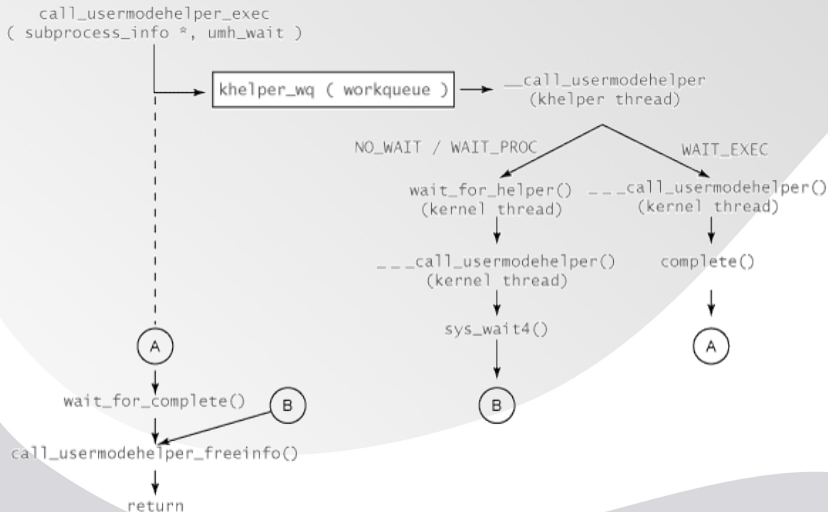 call_usermodehelper_exec
( subprocess_info *, umh_wait )
khelper_wq ( workqueue )
__call_usermodehelper
(khelper thread)
NO_WAIT / WAIT_PROC
WAIT_EXEC
wait_for_helper()
(kernel thread)
___call_usermodehelper()
(kernel thread)
___call_usermodehelper()
(kernel thread)
complete()
sys_wait4()
A
A
wait_for_complete()
B
B
call_usermodehelper_freeinfo()
return